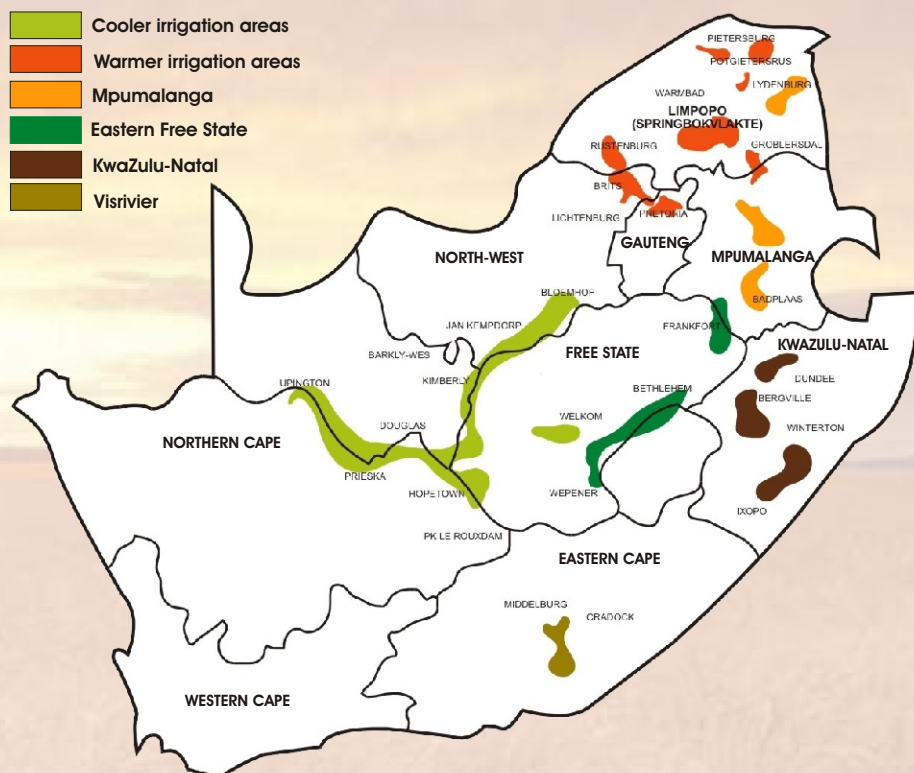 Cooler irrigation areas
Warmer irrigation areas
Mpumalanga
Eastern Free State
KwaZulu-Natal
Visrivier
PIETERSBURG
POTGIETERSRUS
LYDENBURG
WARMBAD
LIMPOPO
(SPRINGBOKVLAKTE)
RUSTENBURG
GROBLERSDAL
BRITS
LICHTENBURG
PRETORIA
GAUTENG
NORTH-WEST
MPUMALANGA
BLOEMHOF
BADPLAAS
JAN KEMPDORP
FRANKFORT
BARKLY-WES
FREE STATE
KWAZULU-NATAL
UPINGTON
KIMBERLY
DUNDEE
BETHLEHEM
BERGVILLE
NORTHERN CAPE
DOUGLAS
WELKOM
WINTERTON
PRIESKA
HOPETOWN
WEPENER
IXOPO
PK LE ROUXDAM
EASTERN CAPE
MIDDELBURG
CRADOCK
WESTERN CAPE